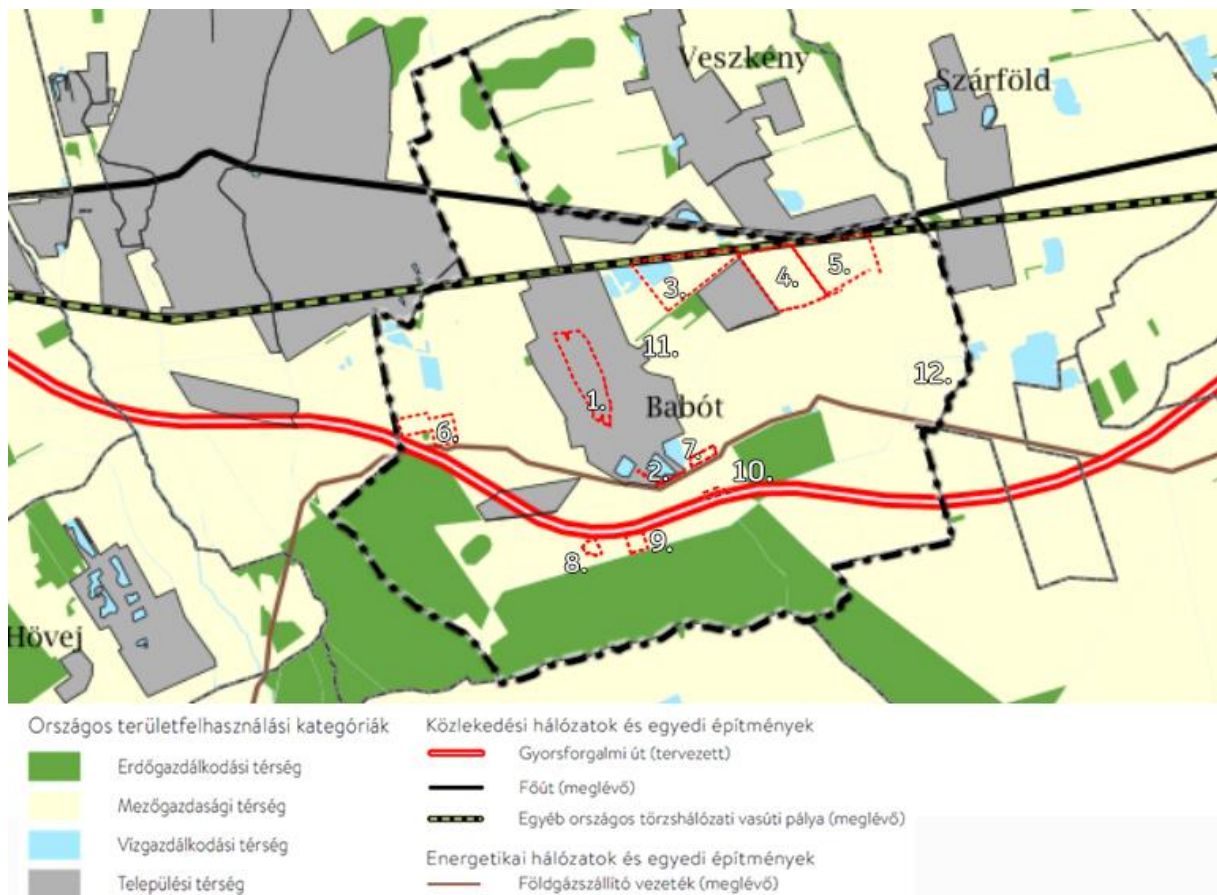 Veszkény
Szárföld
3.
4.
5.
11.
12.
1.
Babót
6.
7.
2.
10.
9.
8.
Hövej
Országos területfelhasználási kategóriák
Erdőgazdálkodási térség
Mezőgazdasági térség
Vízgazdálkodási térség
Települési térség
Közlekedési hálózatok és egyedi építmények
Gyorsforgalmi út (tervezett)
Főút (meglévő)
Egyéb országos törzshálózati vasúti pálya (meglévő)
Energetikai hálózatok és egyedi építmények
Földgázszállító vezeték (meglévő)